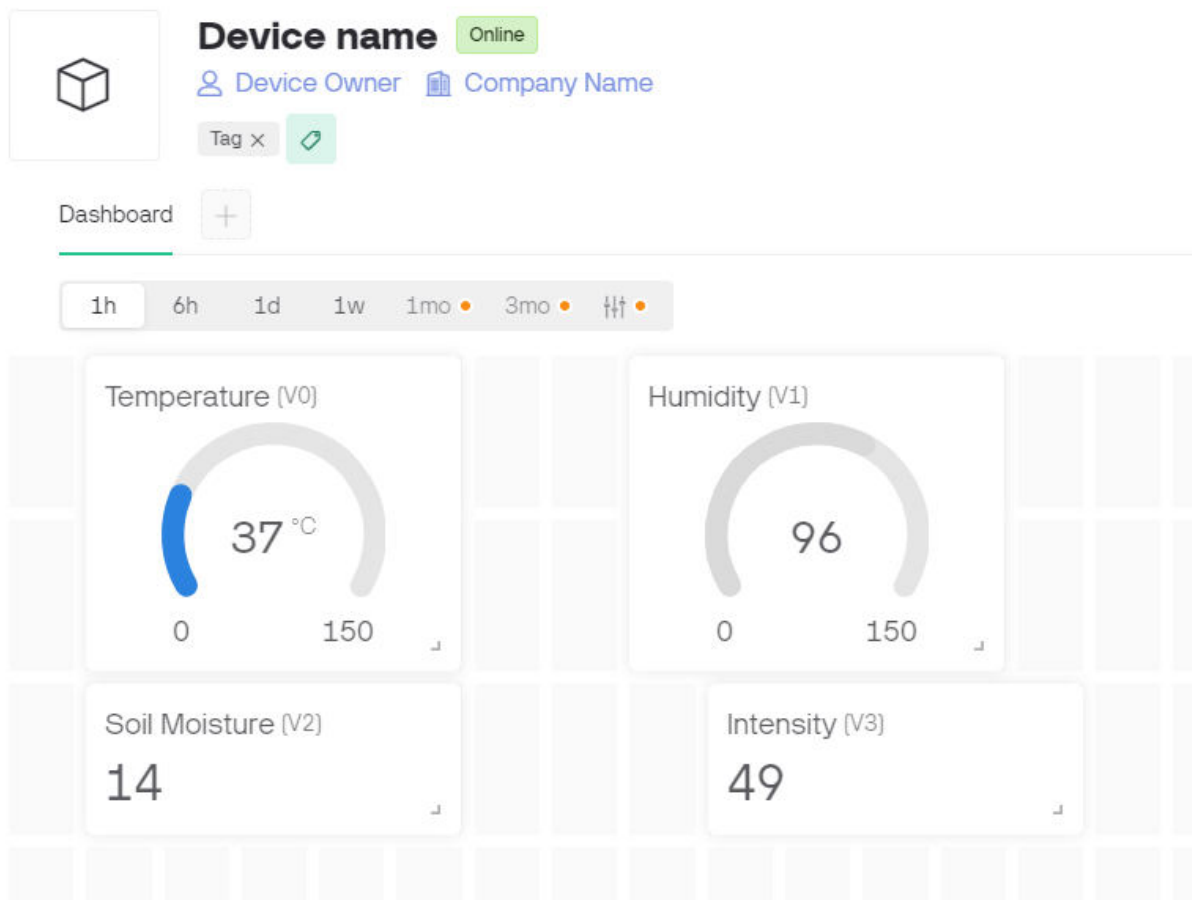 Device name Online
Device Owner Company Name
Tag ×
Dashboard +
1h 6h 1d 1w 1mo 3mo
Temperature (V0)
37 °C
0 150
Humidity (V1)
96
0 150
Soil Moisture (V2)
14
Intensity (V3)
49